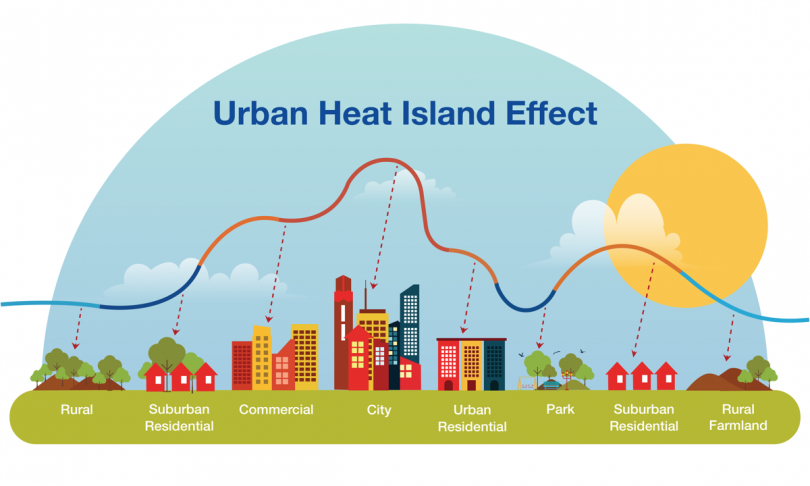 Urban Heat Island Effect
Rural
Suburban
Residential
Commercial
City
Urban
Residential
Park
Suburban
Residential
Rural
Farmland